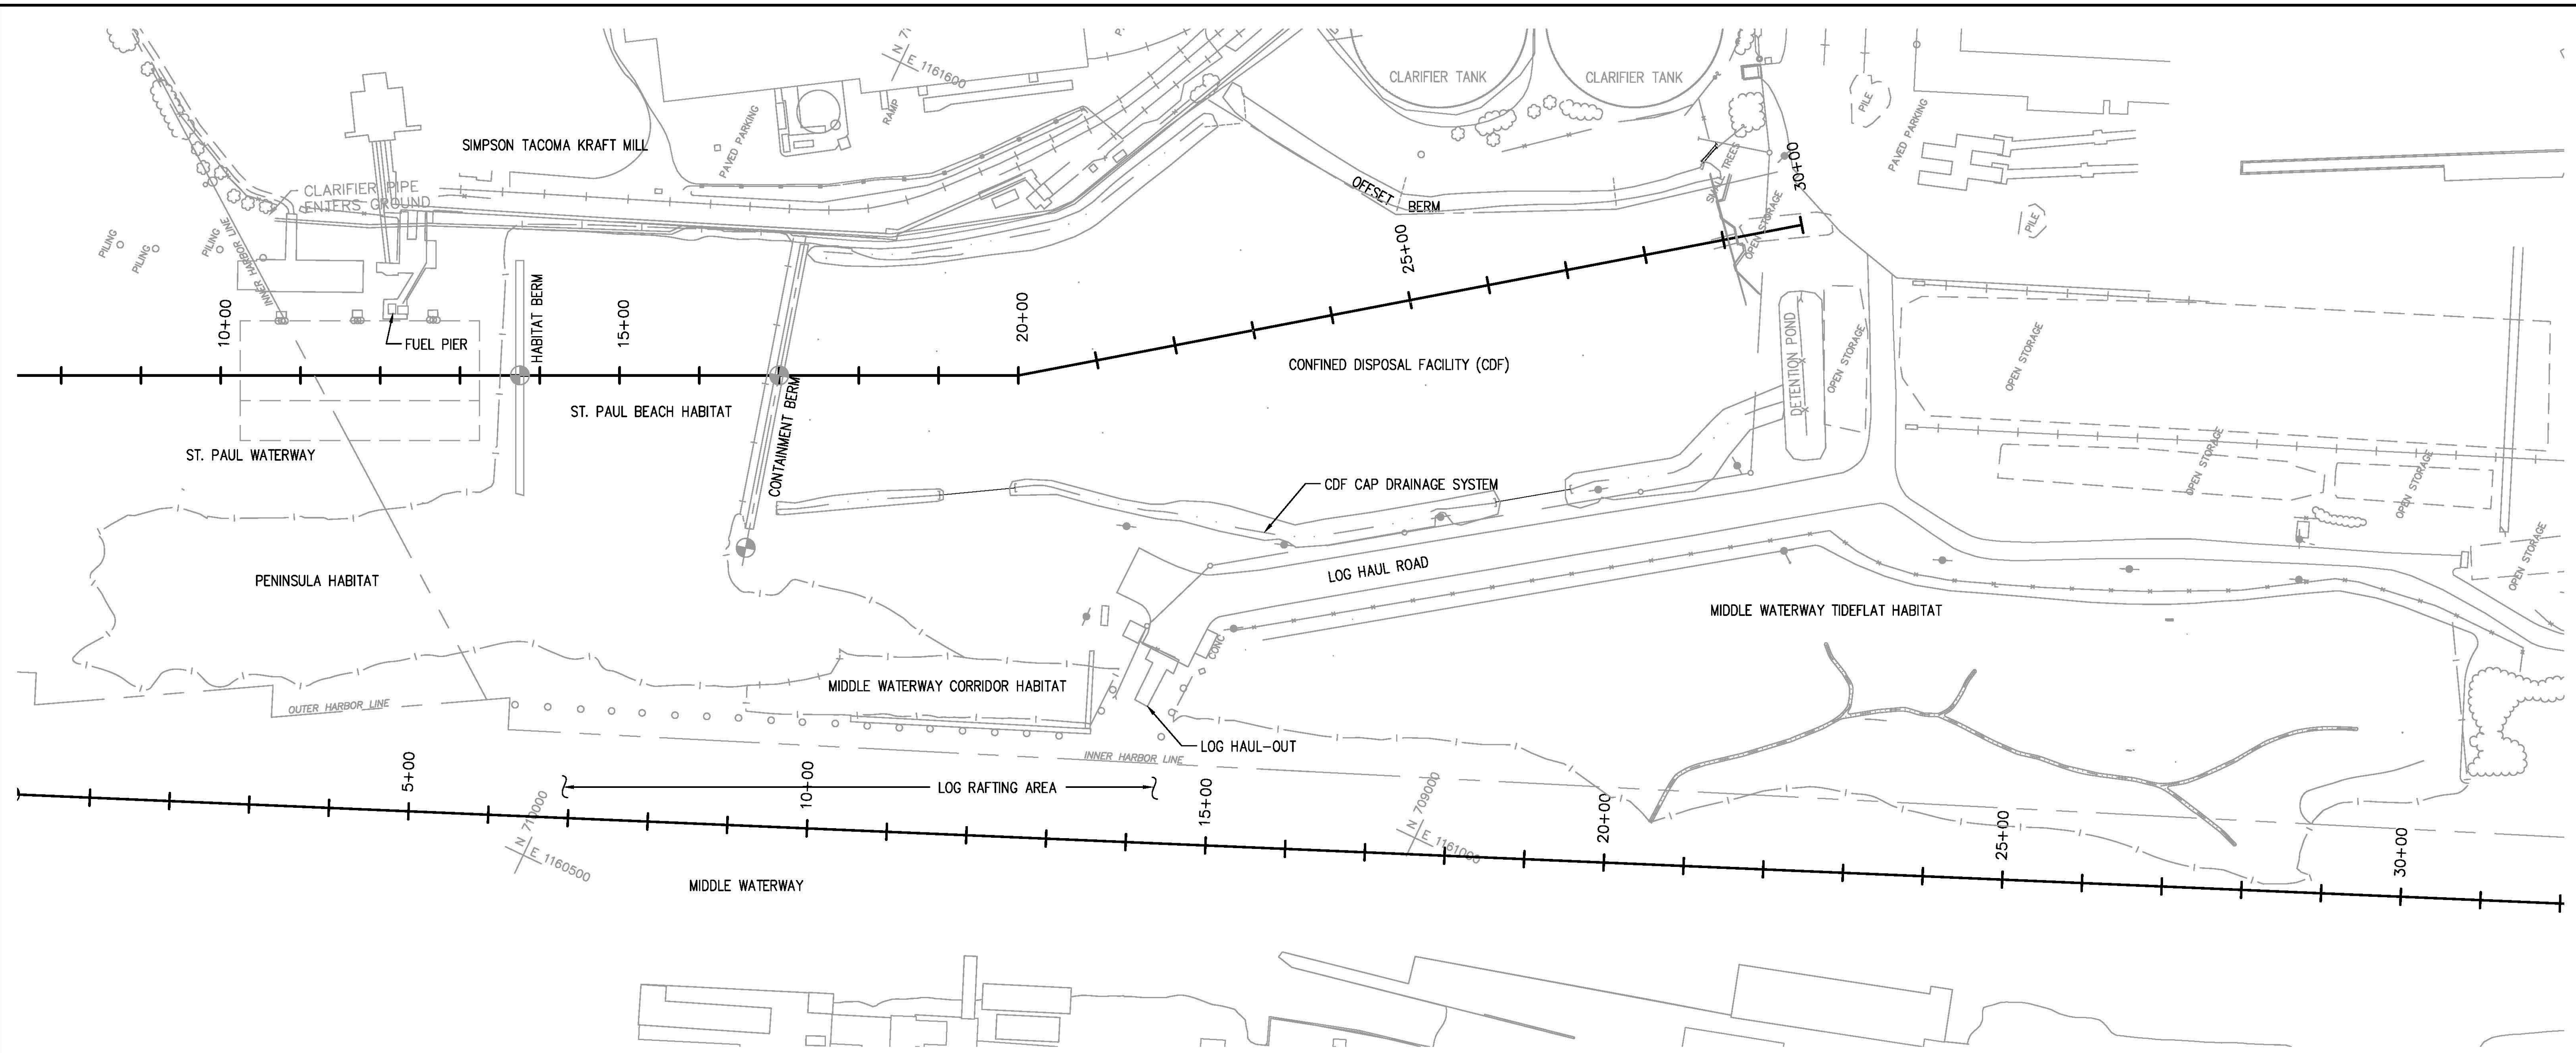 N 71
E 1161600
CLARIFIER TANK
CLARIFIER TANK
PILE
PAVED PARKING
RAMP
PAVED PARKING
SIMPSON TACOMA KRAFT MILL
SMALL TREES
30+00
CLARIFIER PIPE
ENTERS GROUND
OFFSET BERM
PILE
OPEN STORAGE
PILING
PILING
PILING
INNER HARBOR LINE
25+00
10+00
HABITAT BERM
15+00
20+00
FUEL PIER
DETENTION POND
OPEN STORAGE
OPEN STORAGE
CONFINED DISPOSAL FACILITY (CDF)
ST. PAUL BEACH HABITAT
CONTAINMENT BERM
ST. PAUL WATERWAY
OPEN STORAGE
OPEN STORAGE
CDF CAP DRAINAGE SYSTEM
OPEN STORAGE
LOG HAUL ROAD
PENINSULA HABITAT
MIDDLE WATERWAY TIDEFLAT HABITAT
CONC
MIDDLE WATERWAY CORRIDOR HABITAT
OUTER HARBOR LINE
LOG HAUL-OUT
INNER HARBOR LINE
5+00
10+00
LOG RAFTING AREA
15+00
20+00
25+00
30+00
N 710000
E 1160500
N 709000
E 1161000
MIDDLE WATERWAY